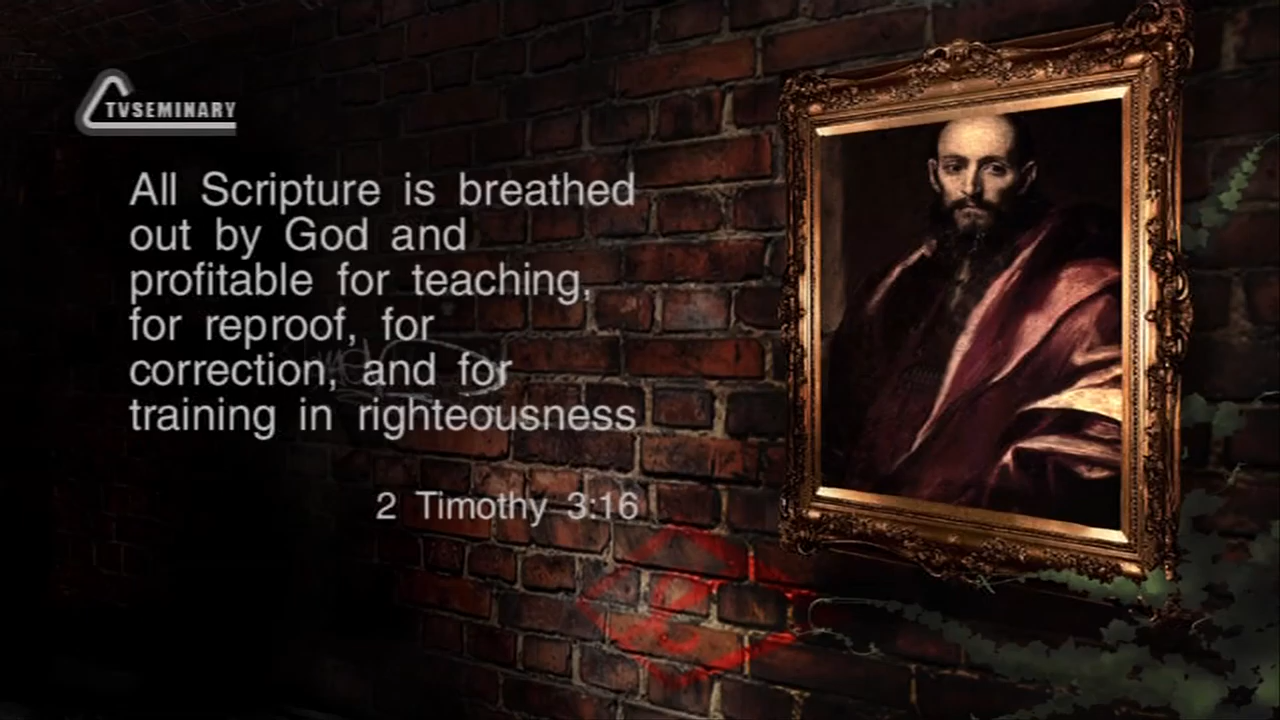 TVSEMINARY
All Scripture is breathed
out by God and
profitable for teaching,
for reproof, for
correction, and for
training in righteousness
2 Timothy 3:16